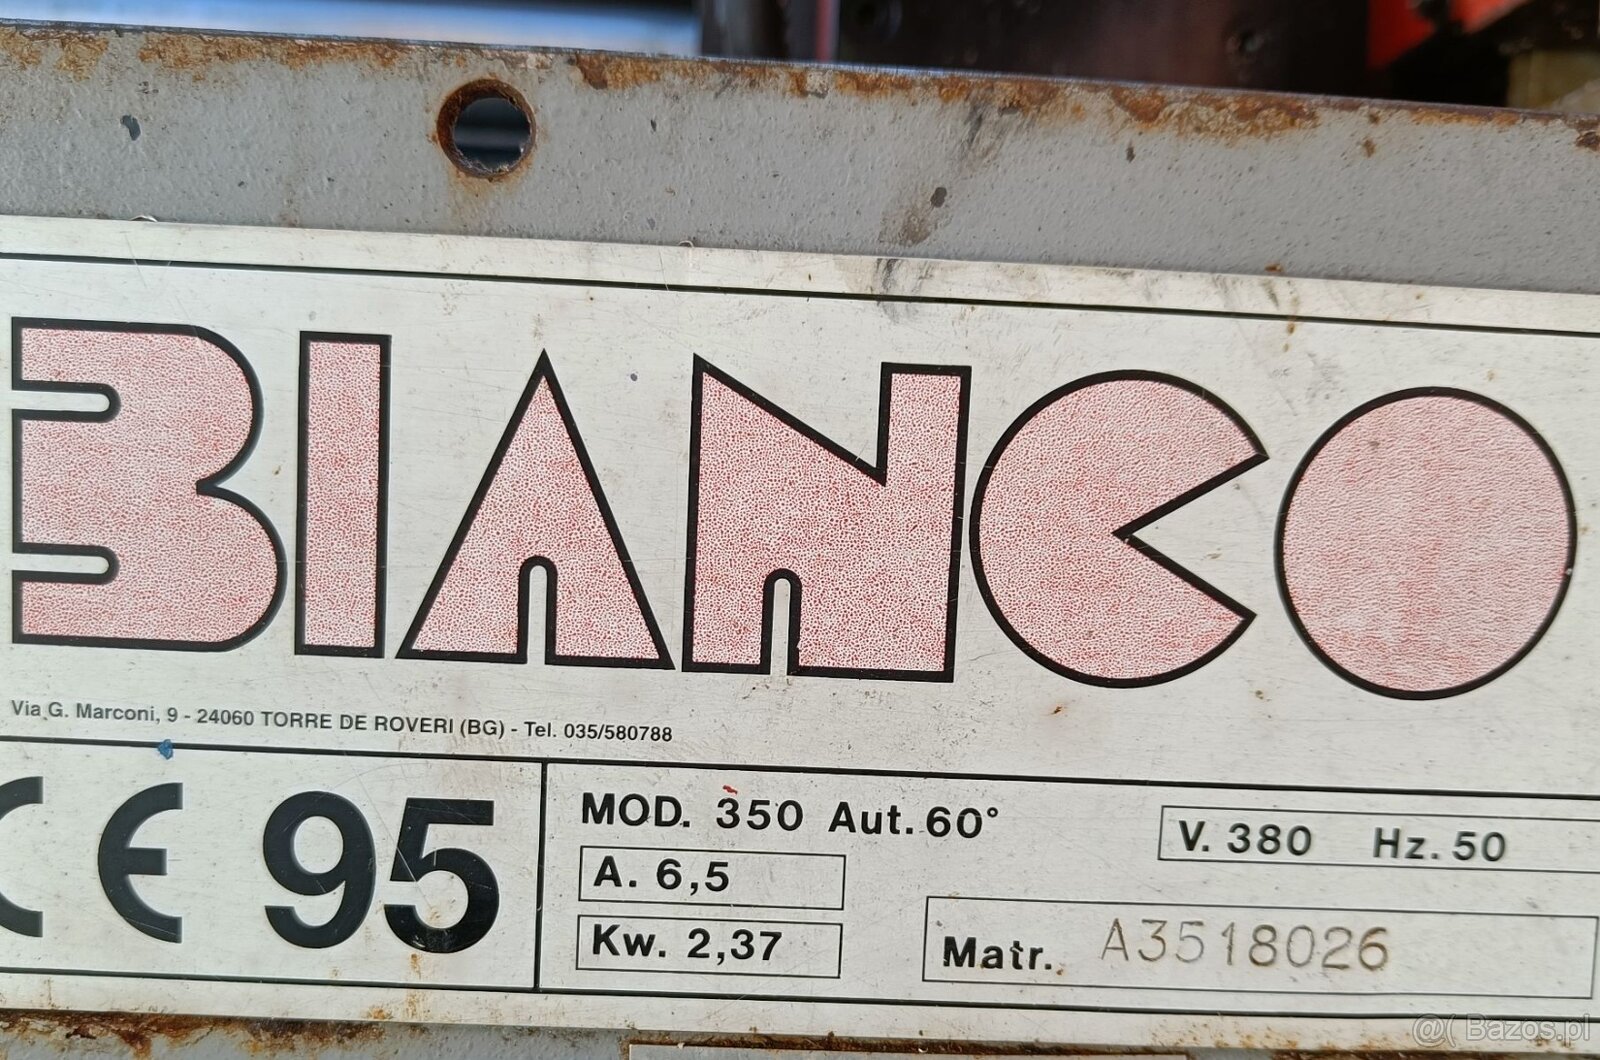 BIANCO
Via G. Marconi, 9 - 24060 TORRE DE ROVERI (BG) - Tel. 035/580788
CE 95
MOD. 350 Aut. 60°
V. 380 Hz. 50
A. 6,5
Kw. 2,37
Matr. A3518026
@( Bazos.pl